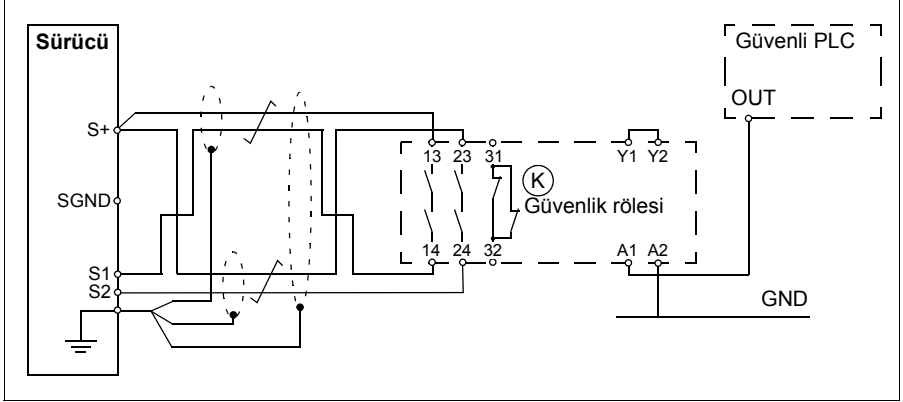 Sürücü
Güvenli PLC
OUT
S+
13 23 31 Y1 Y2
K
SGND
Güvenlik rölesi
14 24 32 A1 A2
S1
S2
GND